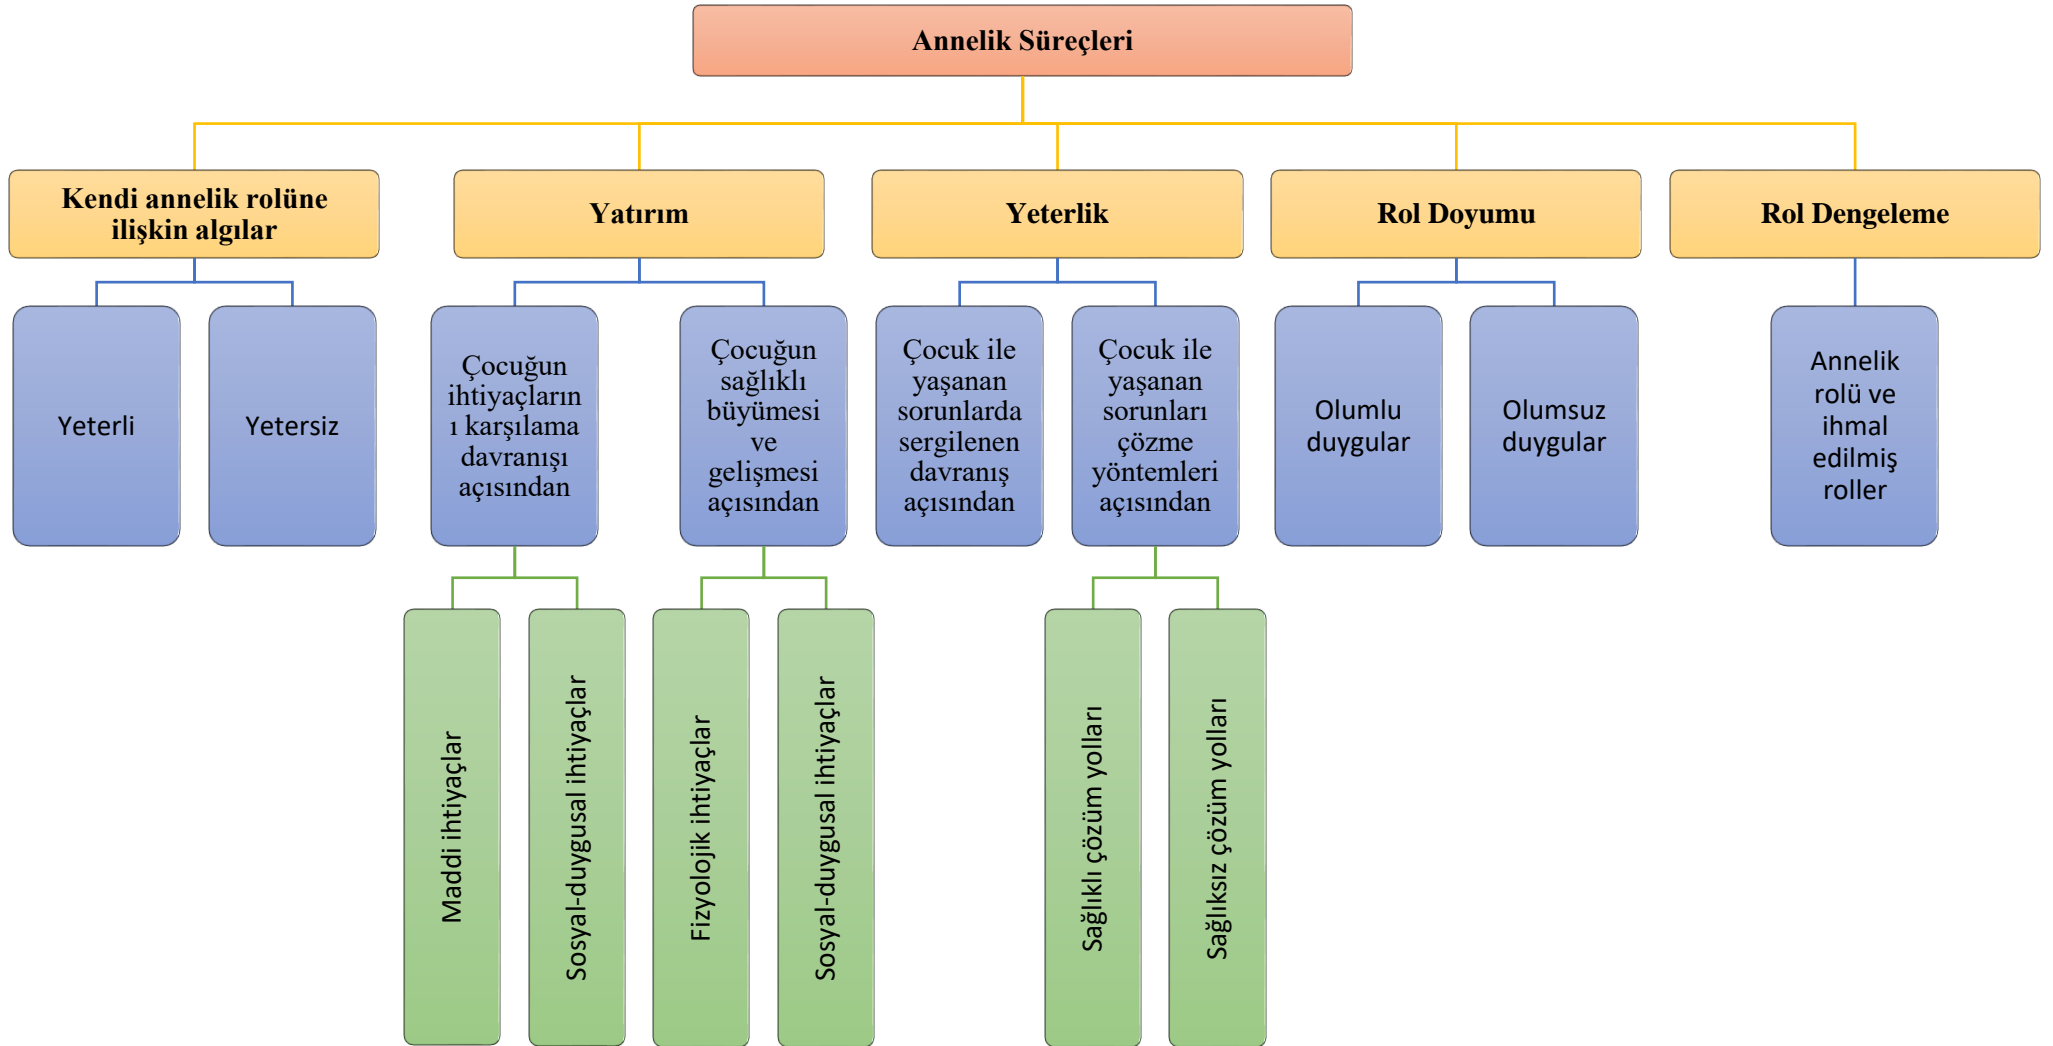 Annelik Süreçleri
Kendi annelik rolüne
ilişkin algılar
Yatırım
Yeterlik
Rol Doyumu
Rol Dengeleme
Yeterli
Yetersiz
Çocuğun
ihtiyaçların
ı karşılama
davranışı
açısından
Çocuğun
sağlıklı
büyümesi
ve
gelişmesi
açısından
Çocuk ile
yaşanan
sorunlarda
sergilenen
davranış
açısından
Çocuk ile
yaşanan
sorunları
çözme
yöntemleri
açısından
Olumlu
duygular
Olumsuz
duygular
Annelik
rolü ve
ihmal
edilmiş
roller
Maddi ihtiyaçlar
Sosyal-duygusal ihtiyaçlar
Fizyolojik ihtiyaçlar
Sosyal-duygusal ihtiyaçlar
Sağlıklı çözüm yolları
Sağlıksız çözüm yolları